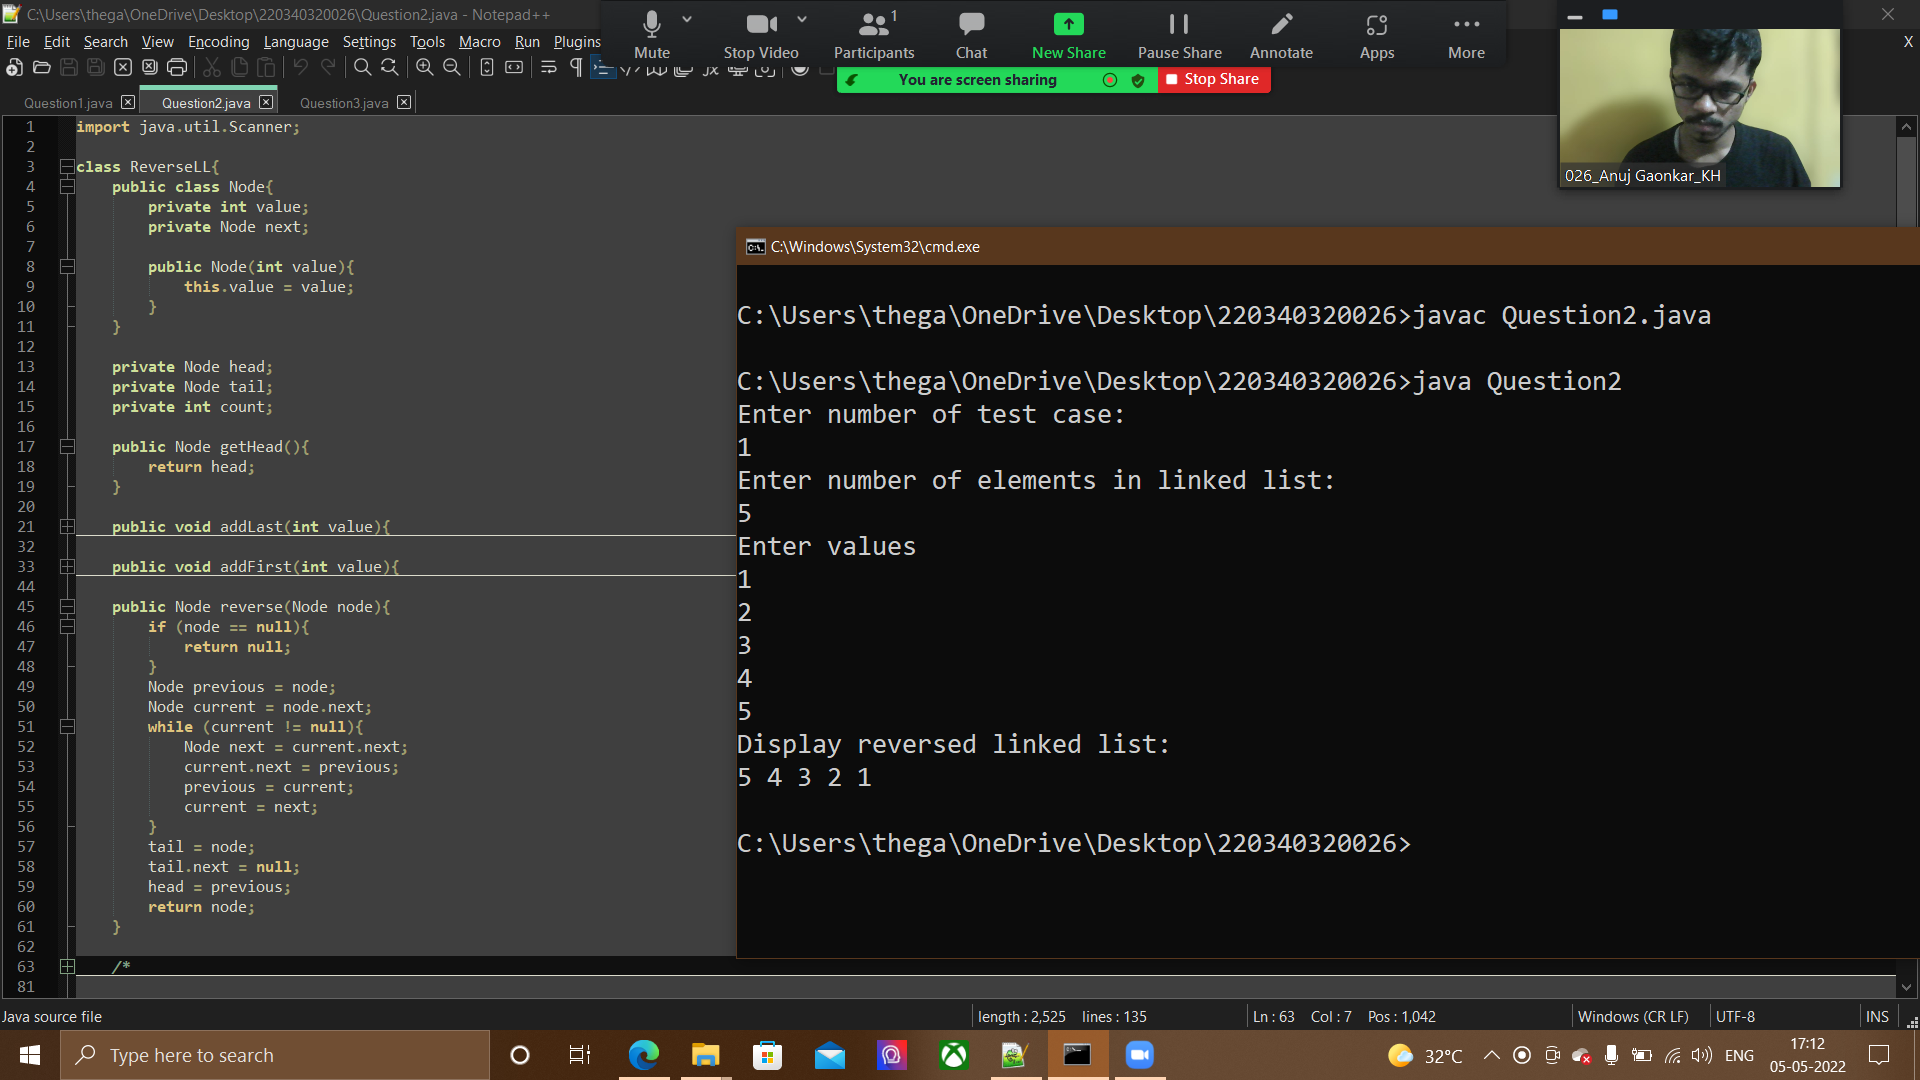 C:\Users\thega\OneDrive\Desktop\220340320026\Question2.java - Notepad++
File Edit Search View Encoding Language Settings Tools Macro Run Plugins
X
Mute
Stop Video
1
Participants
Chat
New Share
Pause Share
Annotate
Apps
More
You are screen sharing
Stop Share
026_Anuj Gaonkar_KH
Question1.java
Question2.java
Question3.java
1 import java.util.Scanner;
2
3 class ReverseLL{
4 public class Node{
5 private int value;
6 private Node next;
7
8 public Node(int value){
9 this.value = value;
10 }
11 }
12
13 private Node head;
14 private Node tail;
15 private int count;
16
17 public Node getHead(){
18 return head;
19 }
20
21 public void addLast(int value){
32
33 public void addFirst(int value){
44
45 public Node reverse(Node node){
46 if (node == null){
47 return null;
48 }
49 Node previous = node;
50 Node current = node.next;
51 while (current != null){
52 Node next = current.next;
53 current.next = previous;
54 previous = current;
55 current = next;
56 }
57 tail = node;
58 tail.next = null;
59 head = previous;
60 return node;
61 }
62
63 /*
81
C:\Windows\System32\cmd.exe
C:\Users\thega\OneDrive\Desktop\220340320026>javac Question2.java
C:\Users\thega\OneDrive\Desktop\220340320026>java Question2
Enter number of test case:
1
Enter number of elements in linked list:
5
Enter values
1
2
3
4
5
Display reversed linked list:
5 4 3 2 1
C:\Users\thega\OneDrive\Desktop\220340320026>
Java source file
length : 2,525 lines : 135
Ln : 63 Col : 7 Pos : 1,042
Windows (CR LF)
UTF-8
INS
Type here to search
32°C
ENG
17:12
05-05-2022